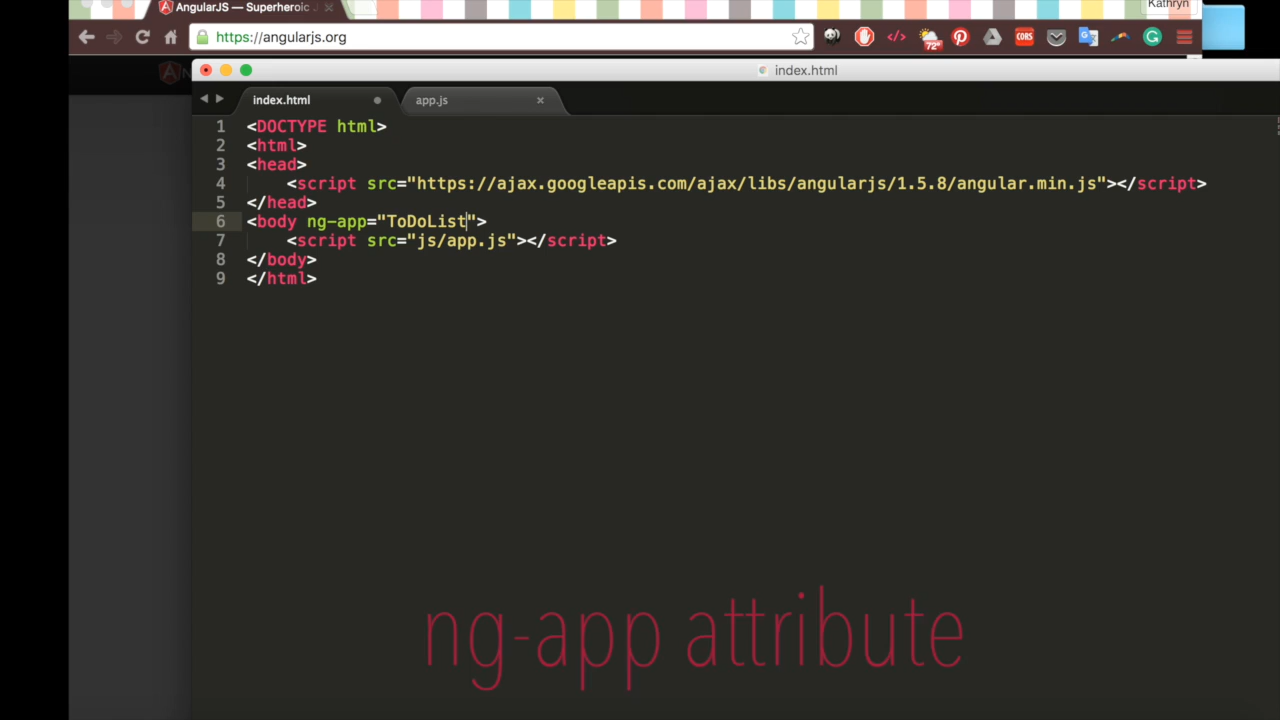 AngularJS — Superheroic J
Kathryn
https://angularjs.org
72°
CORS
index.html
index.html
app.js
1 <DOCTYPE html>
2 <html>
3 <head>
4 <script src="https://ajax.googleapis.com/ajax/libs/angularjs/1.5.8/angular.min.js"></script>
5 </head>
6 <body ng-app="ToDoList">
7 <script src="js/app.js"></script>
8 </body>
9 </html>
ng-app attribute